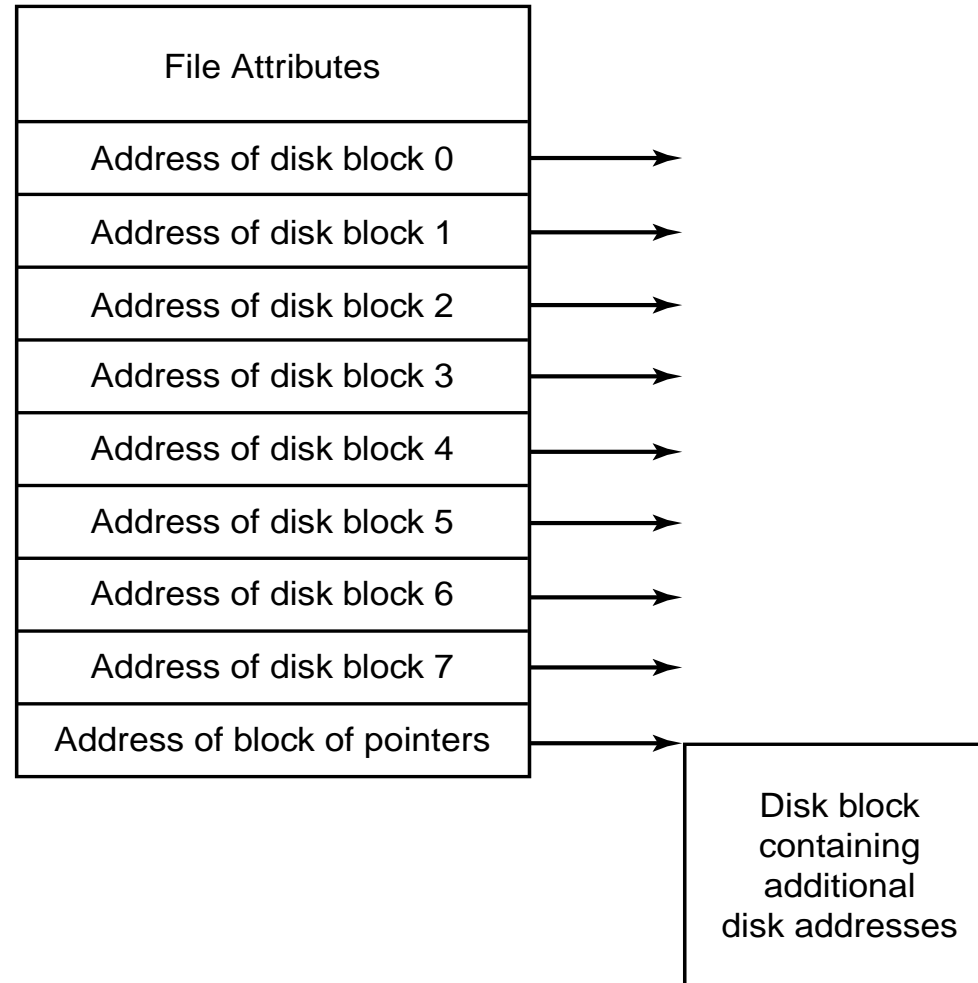 File Attributes
Address of disk block 0
Address of disk block 1
Address of disk block 2
Address of disk block 3
Address of disk block 4
Address of disk block 5
Address of disk block 6
Address of disk block 7
Address of block of pointers
Disk block
containing
additional
disk addresses